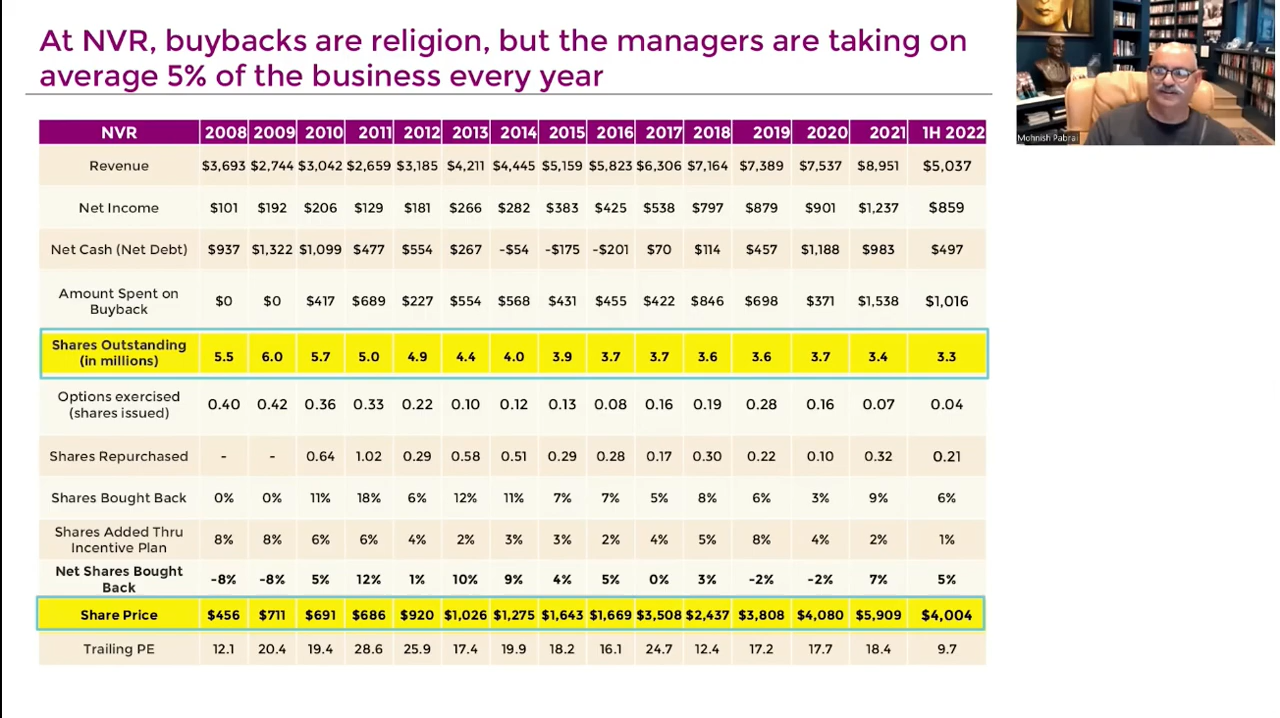 At NVR, buybacks are religion, but the managers are taking on
average 5% of the business every year
Mohnish Pabrai
NVR 2008 2009 2010 2011 2012 2013 2014 2015 2016 2017 2018 2019 2020 2021 1H 2022
Revenue $3,693 $2,744 $3,042 $2,659 $3,185 $4,211 $4,445 $5,159 $5,823 $6,306 $7,164 $7,389 $7,537 $8,951 $5,037
Net Income $101 $192 $206 $129 $181 $266 $282 $383 $425 $538 $797 $879 $901 $1,237 $859
Net Cash (Net Debt) $937 $1,322 $1,099 $477 $554 $267 -$54 -$175 -$201 $70 $114 $457 $1,188 $983 $497
Amount Spent on
Buyback $0 $0 $417 $689 $227 $554 $568 $431 $455 $422 $846 $698 $371 $1,538 $1,016
Shares Outstanding
(in millions) 5.5 6.0 5.7 5.0 4.9 4.4 4.0 3.9 3.7 3.7 3.6 3.6 3.7 3.4 3.3
Options exercised
(shares issued) 0.40 0.42 0.36 0.33 0.22 0.10 0.12 0.13 0.08 0.16 0.19 0.28 0.16 0.07 0.04
Shares Repurchased - - 0.64 1.02 0.29 0.58 0.51 0.29 0.28 0.17 0.30 0.22 0.10 0.32 0.21
Shares Bought Back 0% 0% 11% 18% 6% 12% 11% 7% 7% 5% 8% 6% 3% 9% 6%
Shares Added Thru
Incentive Plan 8% 8% 6% 6% 4% 2% 3% 3% 2% 4% 5% 8% 4% 2% 1%
Net Shares Bought
Back -8% -8% 5% 12% 1% 10% 9% 4% 5% 0% 3% -2% -2% 7% 5%
Share Price $456 $711 $691 $686 $920 $1,026 $1,275 $1,643 $1,669 $3,508 $2,437 $3,808 $4,080 $5,909 $4,004
Trailing PE 12.1 20.4 19.4 28.6 25.9 17.4 19.9 18.2 16.1 24.7 12.4 17.2 17.7 18.4 9.7